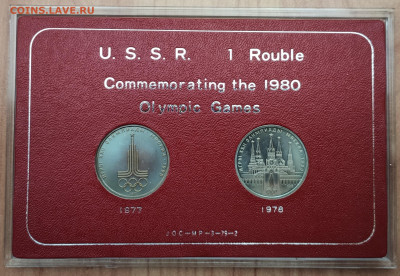 COINS.LAVE.RU
U. S. S. R. 1 Rouble
Commemorating the 1980
Olympic Games
1977
1978